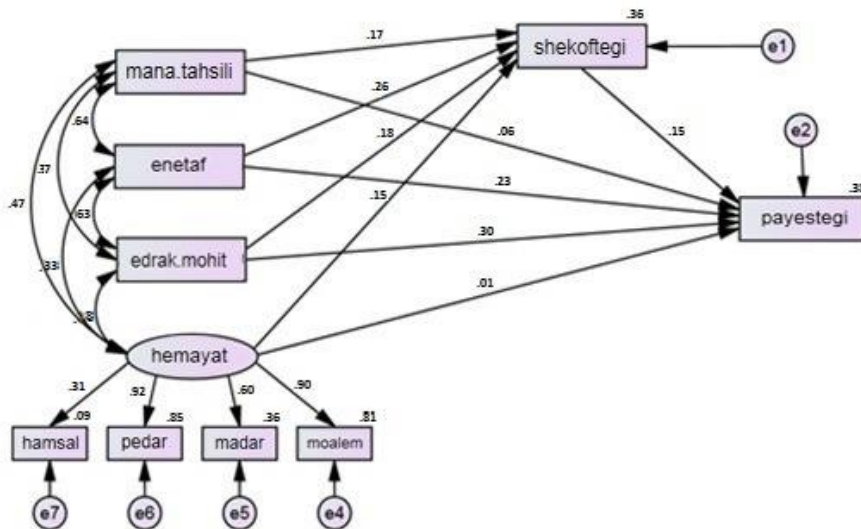 .36
.17
shekoftegi
e1
mana.tahsili
.26
.64
.18
.06
.15
e2
enetaf
.37
.23
.47
.15
.63
payestegi
edrak.mohit
.30
.33
.01
hemayat
.31
.92
.60
.90
.09
.85
.36
.81
hamsal
pedar
madar
moalem
e7
e6
e5
e4